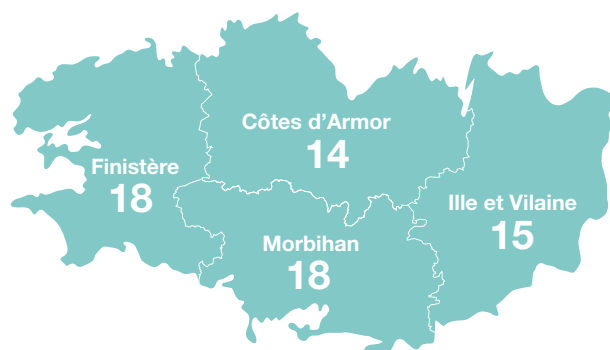 Côtes d'Armor
14
Finistère
18
Ille et Vilaine
15
Morbihan
18